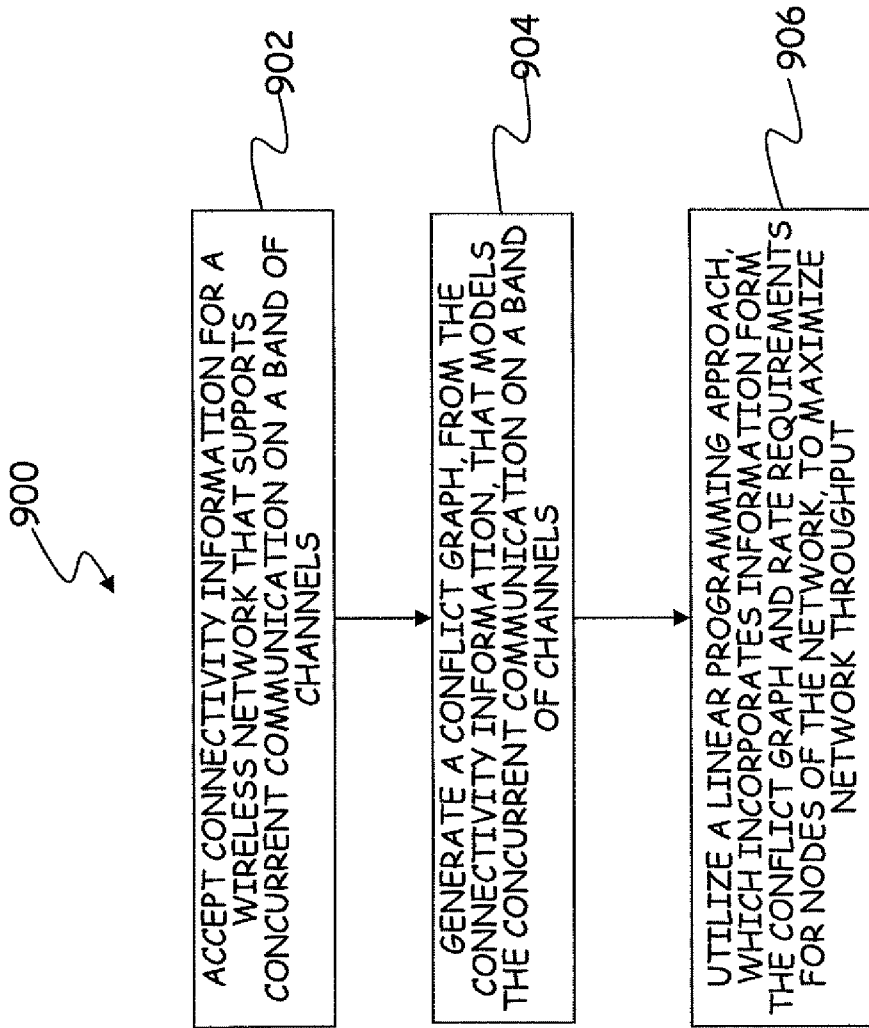 900
ACCEPT CONNECTIVITY INFORMATION FOR A
WIRELESS NETWORK THAT SUPPORTS
CONCURRENT COMMUNICATION ON A BAND OF
CHANNELS
902
GENERATE A CONFLICT GRAPH, FROM THE
CONNECTIVITY INFORMATION, THAT MODELS
THE CONCURRENT COMMUNICATION ON A BAND
OF CHANNELS
904
UTILIZE A LINEAR PROGRAMMING APPROACH,
WHICH INCORPORATES INFORMATION FORM
THE CONFLICT GRAPH AND RATE REQUIREMENTS
FOR NODES OF THE NETWORK, TO MAXIMIZE
NETWORK THROUGHPUT
906